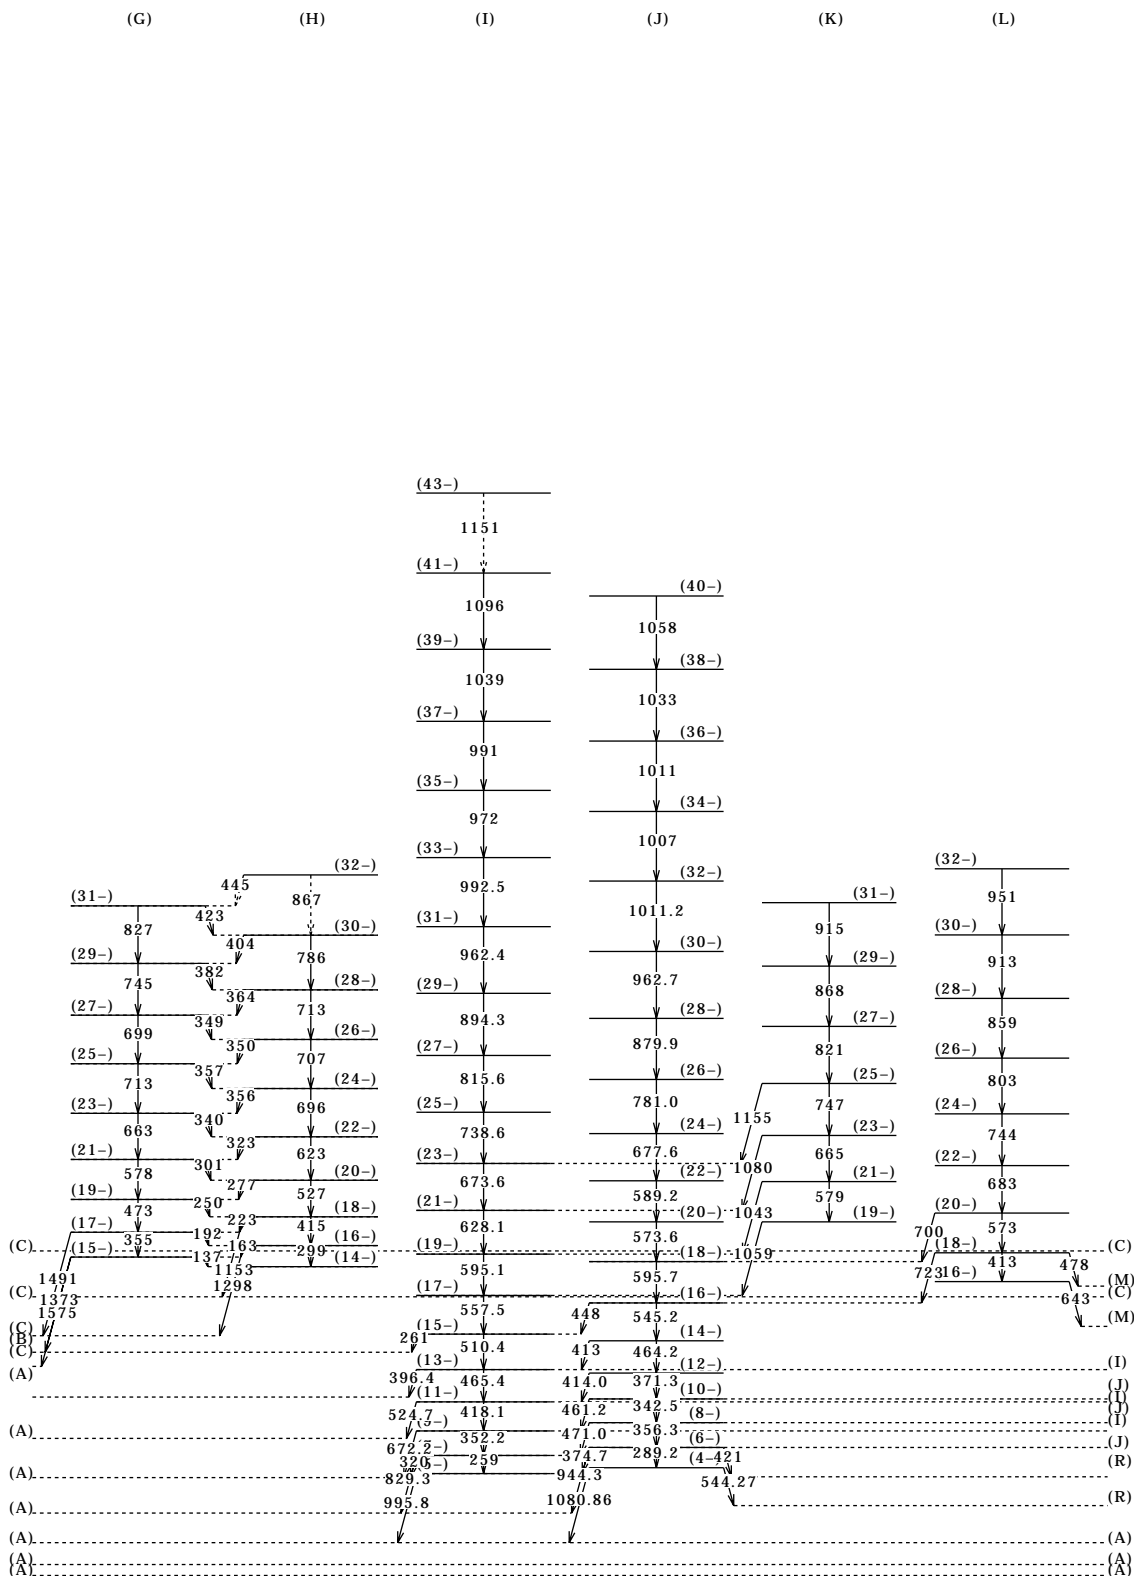 (G) (H) (I) (J) (K) (L)
(43-)
1151
(41-)
(40-)
1096
1058
(39-)
(38-)
1039
1033
(37-)
(36-)
991
1011
(35-)
(34-)
972
1007
(33-)
(32-) (32-) (32-)
445 867 992.5 951
(31-) (31-)
423 1011.2
827 (31-) (30-) 915 (30-)
404 786 962.4 (30-) 913
(29-) (29-)
382 745 (28-) 962.7 868 (28-)
364 (29-)
(27-) 713 894.3 (28-) (27-)
349 699 (26-) 859
350 707 879.9 821 (26-)
(25-) (27-)
357 713 (24-) 815.6 (26-) (25-) 803
356 696 781.0 747 (24-)
(23-) (25-) 1155
340 663 (22-) 738.6 (24-) (23-) 744
323 623 677.6 665 (22-)
(21-) (23-) 1080
301 578 (20-) 673.6 (22-) (21-) 683
277 527 589.2 579
(19-) (21-) (20-) (19-) (20-)
250 473 (18-) 628.1 1043 573
223 415 573.6 700
(17-) 192 (16-) (19-) (18-) 1059 (18-)
(C) 355 163 299 (C)
(15-) 137 (14-) 595.1 595.7 723 413 478
1491 1153 (17-) (16-) (M)
(C) 1373 1298 (C)
1575 557.5 448 545.2 643
(C) (15-) (14-) (M)
(B) 261 510.4 413 464.2
(C) (13-) (12-) (I)
(A) 396.4 465.4 414.0 371.3
(11-) (10-) (J)
(I)
524.7 418.1 461.2 342.5 (8-) (J)
(A) 672.2 352.2 471.0 356.3 (I)
(6-) (J)
320 259 374.7 289.2 421 (R)
(A) 829.3 944.3 544.27
995.8 1080.86 (R)
(A)
(A) (A)
(A) (A)
(A) (A)